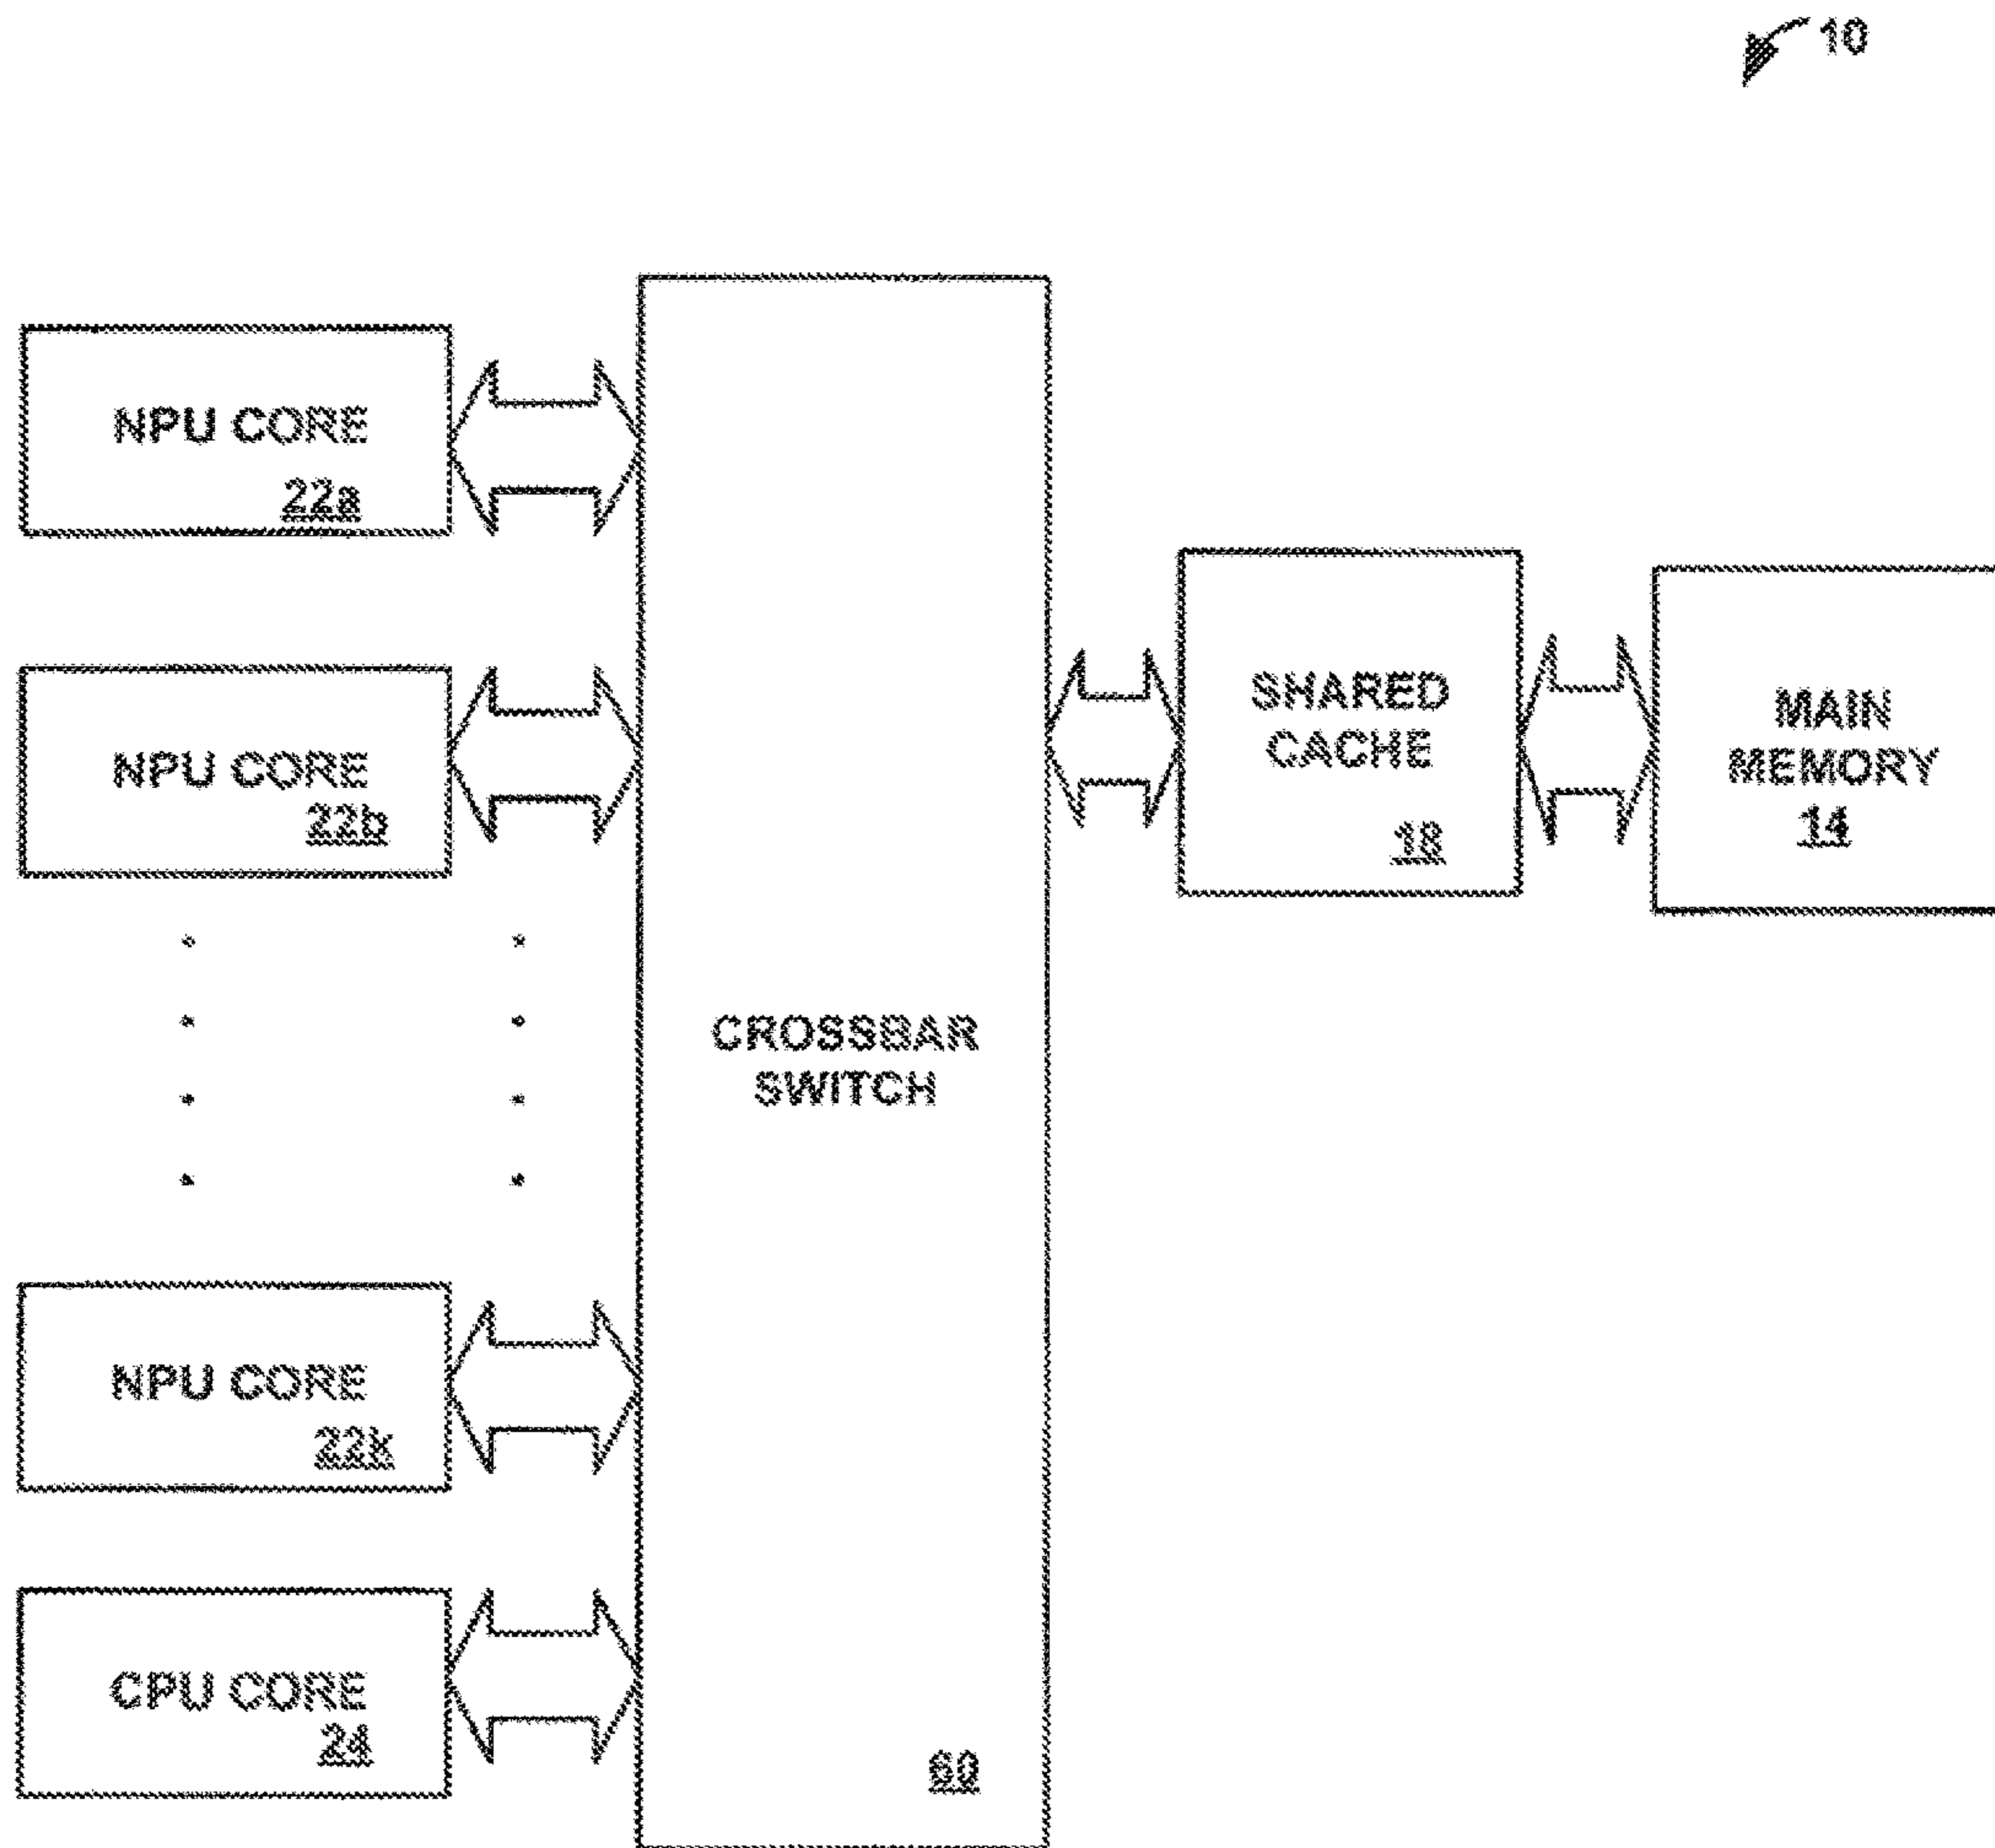 10
NPU CORE
22a
NPU CORE
22b
NPU CORE
22k
CPU CORE
24
CROSSBAR
SWITCH
60
SHARED
CACHE
18
MAIN
MEMORY
14